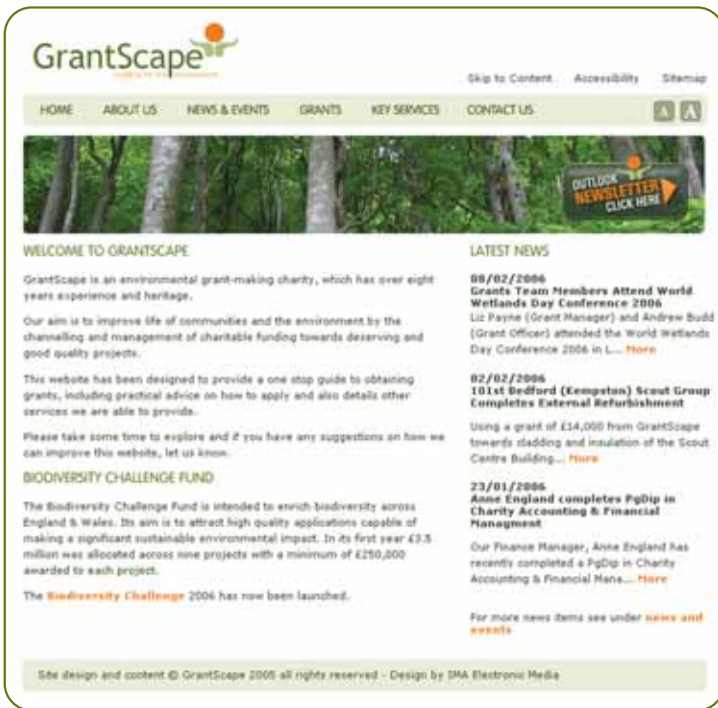 GrantScape
Skip to Content Accessibility Sitemap
HOME ABOUT US NEWS & EVENTS GRANTS KEY SERVICES CONTACT US A A
OUTLOOK
NEWSLETTER
CLICK HERE
WELCOME TO GRANTSCAPE
GrantScape is an environmental grant-making charity, which has over eight
years experience and heritage.
Our aim is to improve life of communities and the environment by the
channelling and management of charitable funding towards deserving and
good quality projects.
This website has been designed to provide a one stop guide to obtaining
grants, including practical advice on how to apply and also details other
services we are able to provide.
Please take some time to explore and if you have any suggestions on how we
can improve this website, let us know.
BIODIVERSITY CHALLENGE FUND
The Biodiversity Challenge Fund is intended to enrich biodiversity across
England & Wales. Its aim is to attract high quality applications capable of
making a significant sustainable environmental impact. In its first year £3.5
million was allocated across nine projects with a minimum of £250,000
awarded to each project.
The Biodiversity Challenge 2006 has now been launched.
LATEST NEWS
08/02/2006
Grants Team Members Attend World
Wetlands Day Conference 2006
Liz Payne (Grant Manager) and Andrew Budd
(Grant Officer) attended the World Wetlands
Day Conference 2006 in L... More
02/02/2006
101st Bedford (Kempston) Scout Group
Completes External Refurbishment
Using a grant of £14,000 from GrantScape
towards cladding and insulation of the Scout
Centre Building... More
23/01/2006
Anne England completes PgDip in
Charity Accounting & Financial
Managment
Our Finance Manager, Anne England has
recently completed a PgDip in Charity
Accounting & Financial Mana... More
For more news items see under news and
events
Site design and content © GrantScape 2005 all rights reserved - Design by IMA Electronic Media